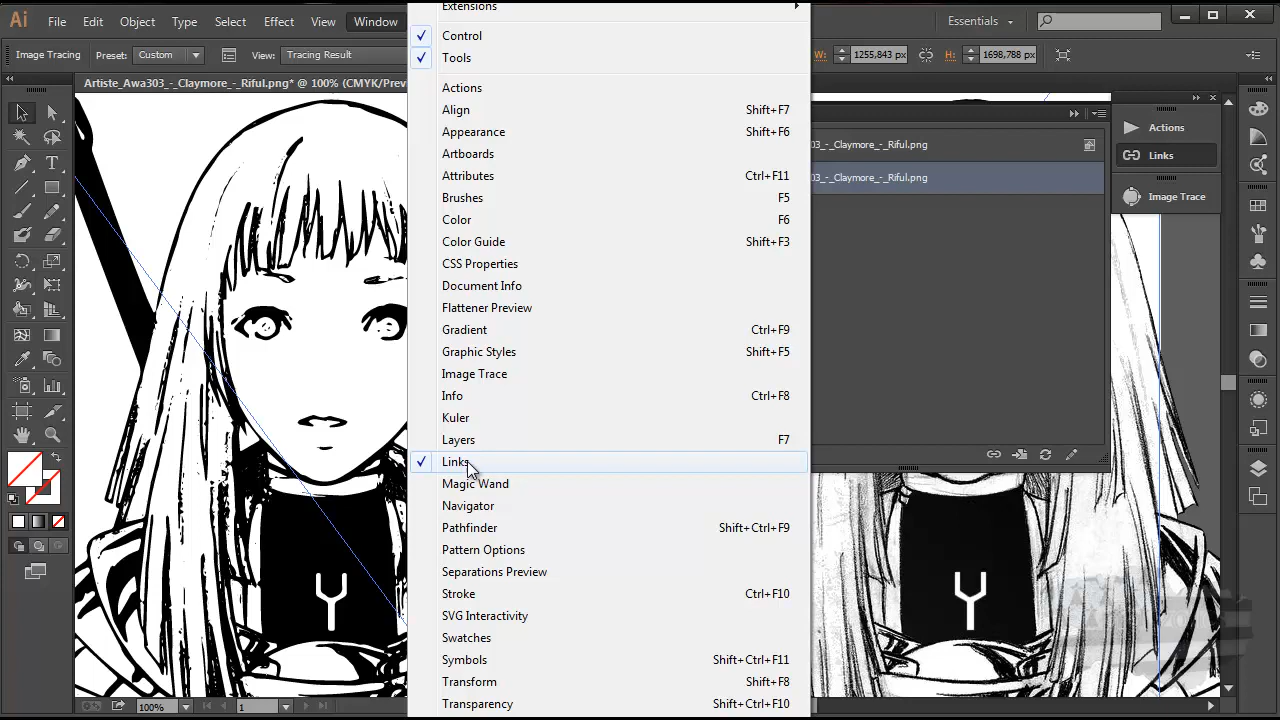 Ai File Edit Object Type Select Effect View Window Essentials
Image Tracing Preset: Custom View: Tracing Result W: 1255,843 px H: 1698,788 px
Artiste_Awa303_-_Claymore_-_Riful.png* @ 100% (CMYK/Prev
Extensions
Control
Tools
Actions
Align Shift+F7
Appearance Shift+F6
Artboards
Attributes Ctrl+F11
Brushes F5
Color F6
Color Guide Shift+F3
CSS Properties
Document Info
Flattener Preview
Gradient Ctrl+F9
Graphic Styles Shift+F5
Image Trace
Info Ctrl+F8
Kuler
Layers F7
Links
Magic Wand
Navigator
Pathfinder Shift+Ctrl+F9
Pattern Options
Separations Preview
Stroke Ctrl+F10
SVG Interactivity
Swatches
Symbols Shift+Ctrl+F11
Transform Shift+F8
Transparency Shift+Ctrl+F10
03_-_Claymore_-_Riful.png
03_-_Claymore_-_Riful.png
Actions
Links
Image Trace
100% 1